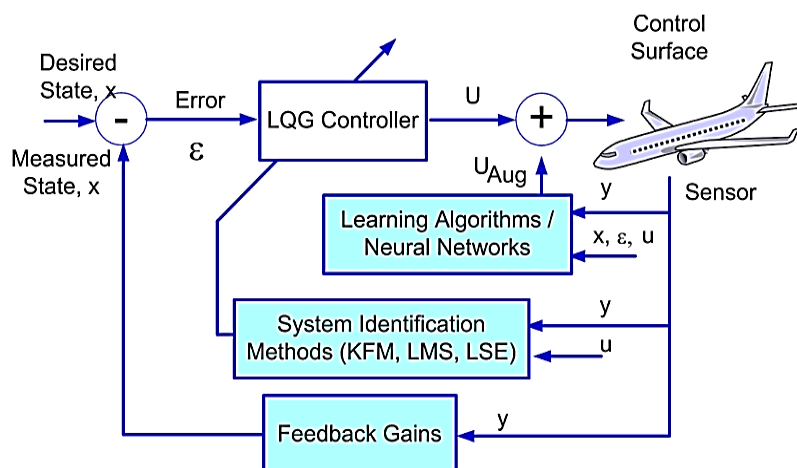 Control
Surface
Desired
State, x
Error
ε
LQG Controller
U
-
+
Measured
State, x
U Aug
Sensor
Learning Algorithms /
Neural Networks
y
x, ε, u
System Identification
Methods (KFM, LMS, LSE)
y
u
Feedback Gains
y